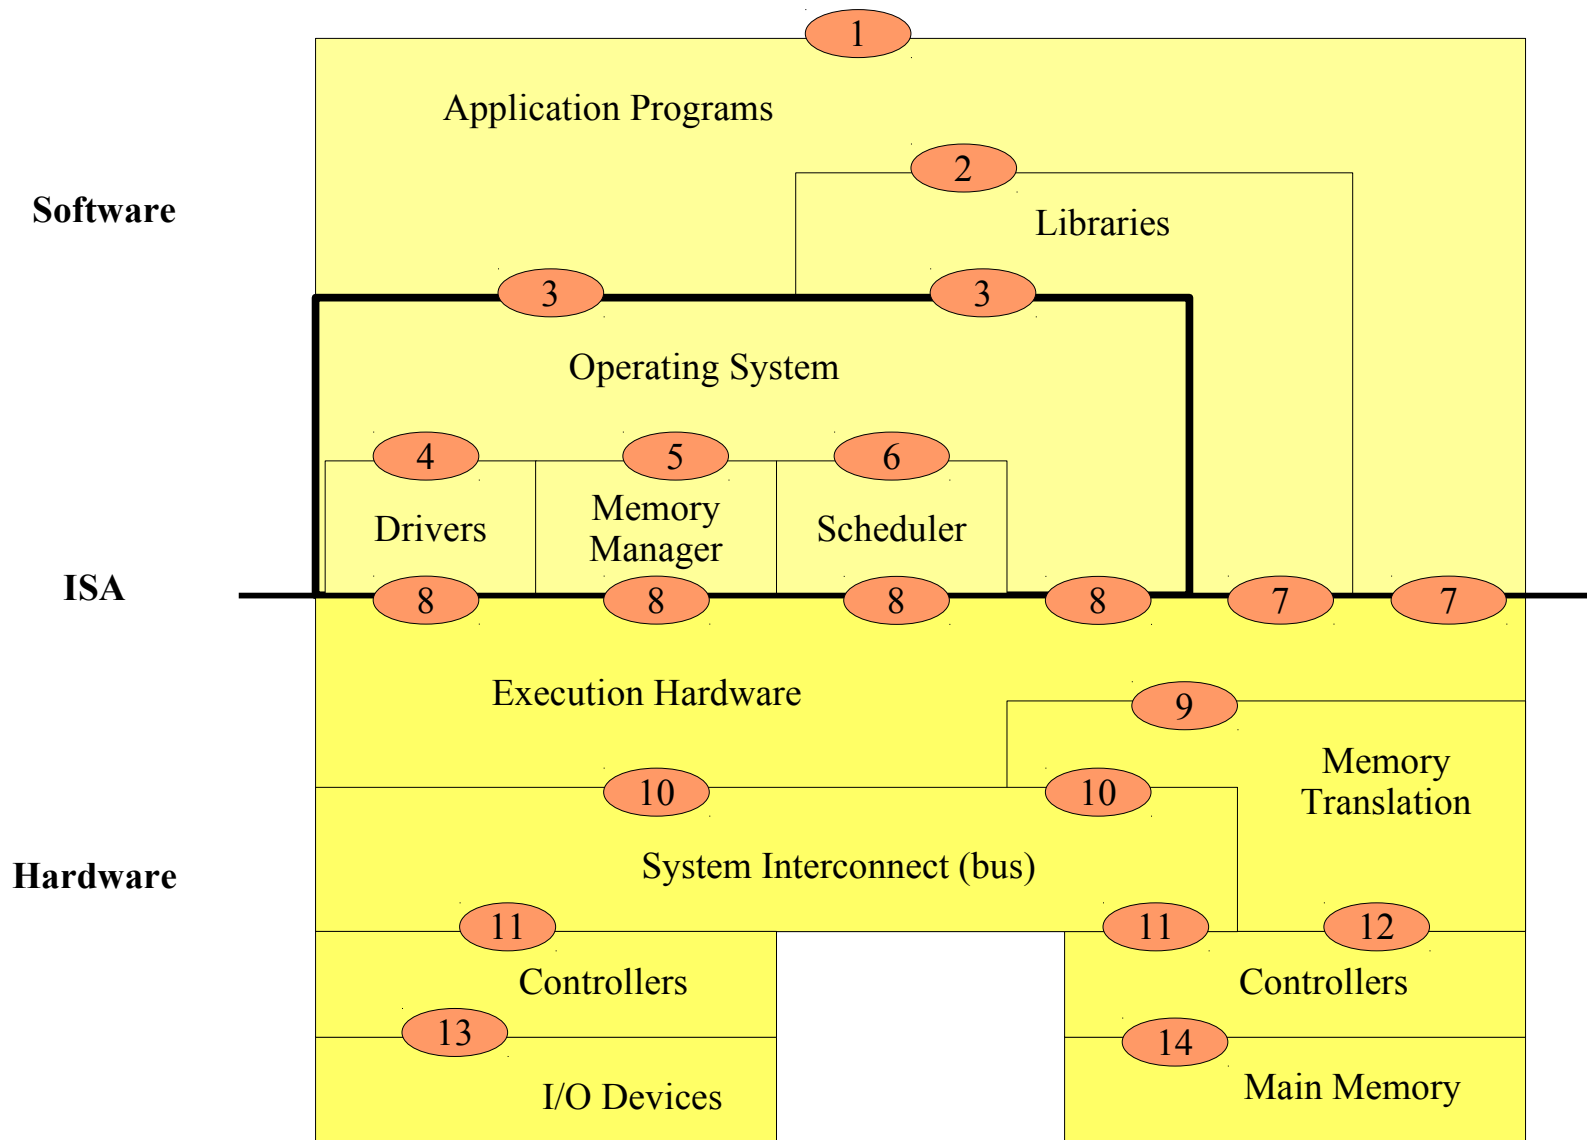 1
Application Programs
2
Software
Libraries
3 3
Operating System
4 5 6
Drivers
Memory
Manager
Scheduler
ISA
8 8 8 8 7 7
Execution Hardware
9
Memory
Translation
10 10
System Interconnect (bus)
Hardware
11 11 12
Controllers Controllers
13 14
I/O Devices Main Memory